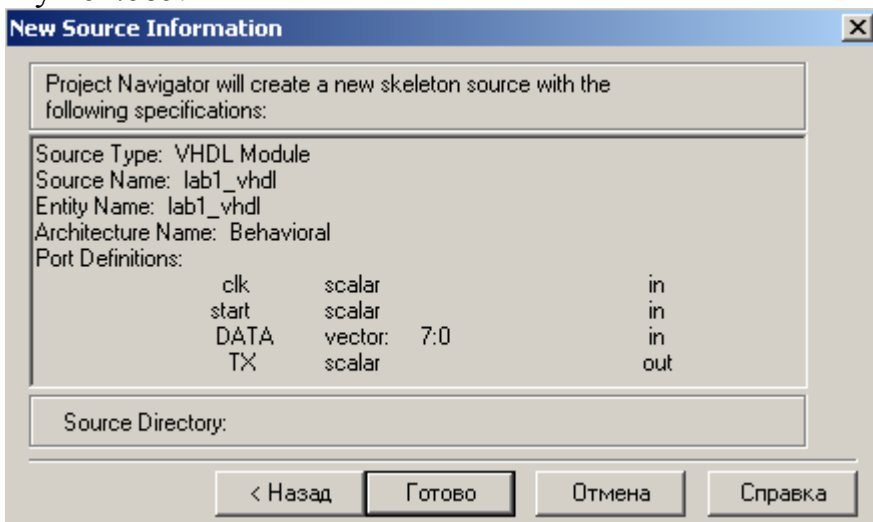 New Source Information
Project Navigator will create a new skeleton source with the
following specifications:
Source Type: VHDL Module
Source Name: lab1_vhdl
Entity Name: lab1_vhdl
Architecture Name: Behavioral
Port Definitions:
clk scalar in
start scalar in
DATA vector: 7:0 in
TX scalar out
Source Directory:
< Назад Готово Отмена Справка